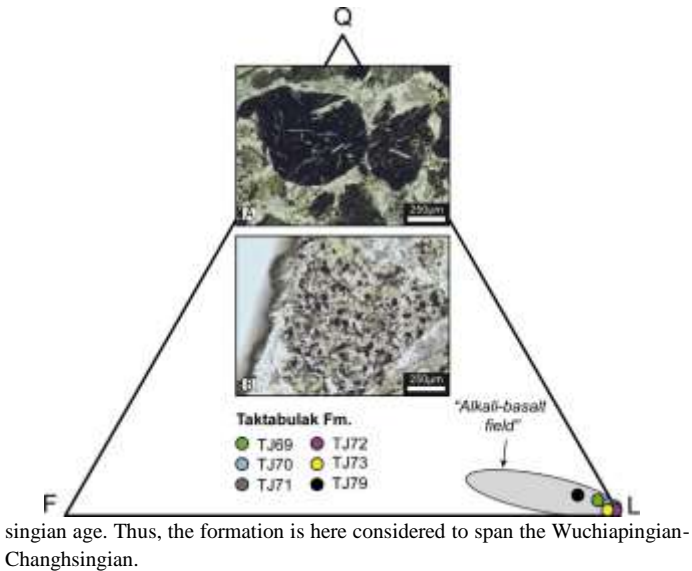 Q
250µm
A
250µm
B
"Alkali-basalt
field"
Taktabulak Fm.
TJ69 TJ72
TJ70 TJ73
TJ71 TJ79
F
L
singian age. Thus, the formation is here considered to span the Wuchiapingian-
Changhsingian.